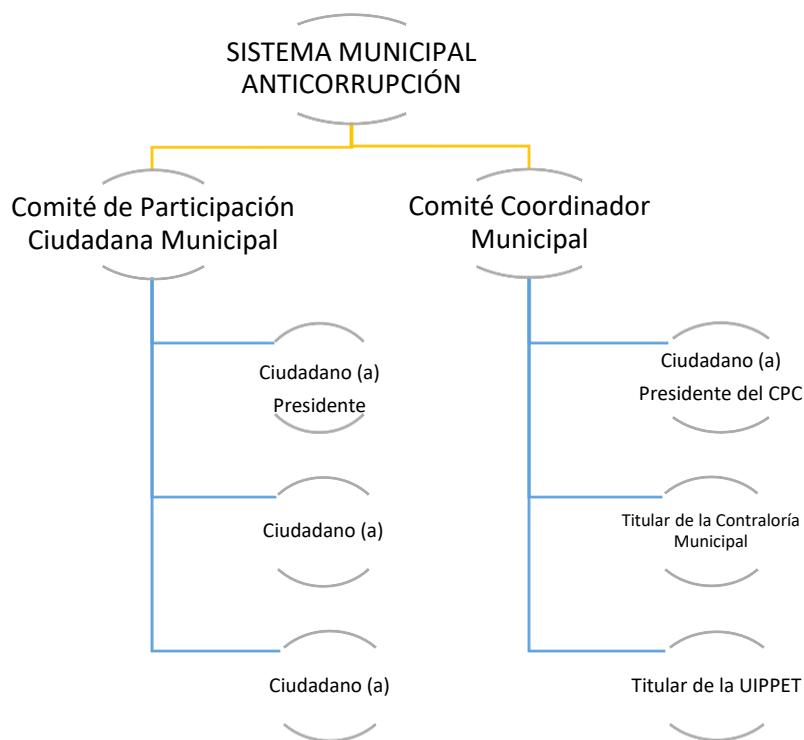 SISTEMA MUNICIPAL
ANTICORRUPCIÓN
Comité de Participación
Ciudadana Municipal
Comité Coordinador
Municipal
Ciudadano (a)
Presidente
Ciudadano (a)
Presidente del CPC
Ciudadano (a)
Titular de la Contraloría
Municipal
Ciudadano (a)
Titular de la UIPPET